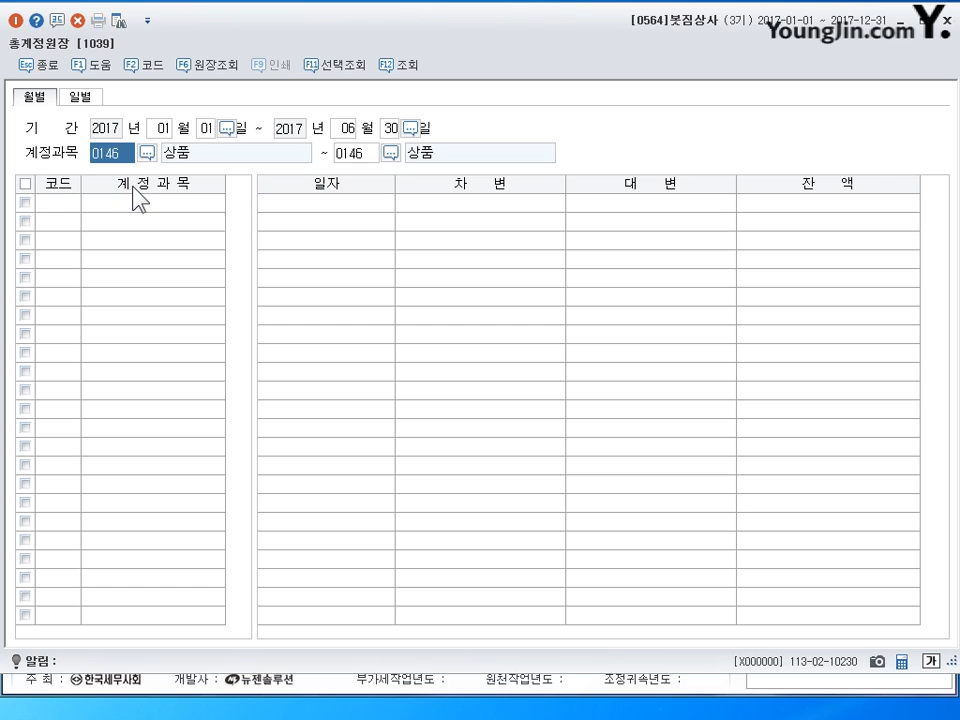 [0564]봇짐상사 (3기) 2017-01-01 ~ 2017-12-31
YoungJin.com Y.
총계정원장 [1039]
Esc 종료 F1 도움 F2 코드 F6 원장조회 F9 인쇄 F11 선택조회 F12 조회
월별 일별
기 간 2017 년 01 월 01 일 ~ 2017 년 06 월 30 일
계정과목 0146 상품 ~ 0146 상품
코드 계 정 과 목 일자 차 변 대 변 잔 액
알림 : [X000000] 113-02-10230 가
주 최 : 한국세무사회 개발사 : 뉴젠솔루션 부가세작업년도 : 원천작업년도 : 조정귀속년도 :